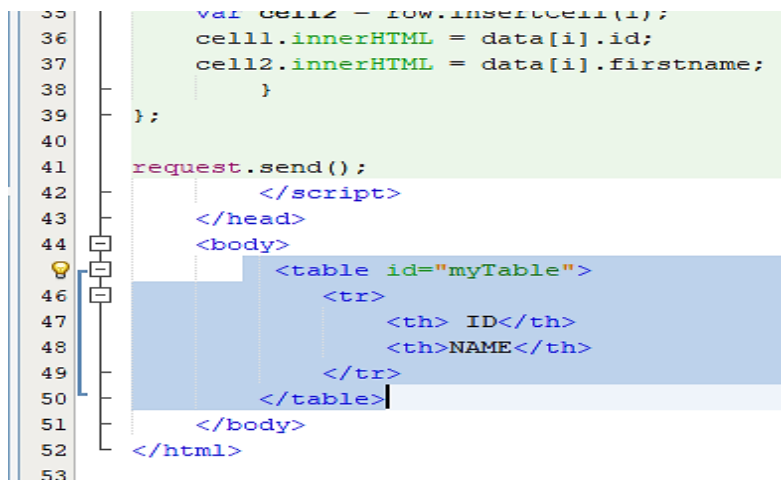 35 var cell2 = row.insertCell(1);
36 cell1.innerHTML = data[i].id;
37 cell2.innerHTML = data[i].firstname;
38 }
39 };
40
41 request.send();
42 </script>
43 </head>
44 <body>
<table id="myTable">
46 <tr>
47 <th> ID</th>
48 <th>NAME</th>
49 </tr>
50 </table>
51 </body>
52 </html>
53